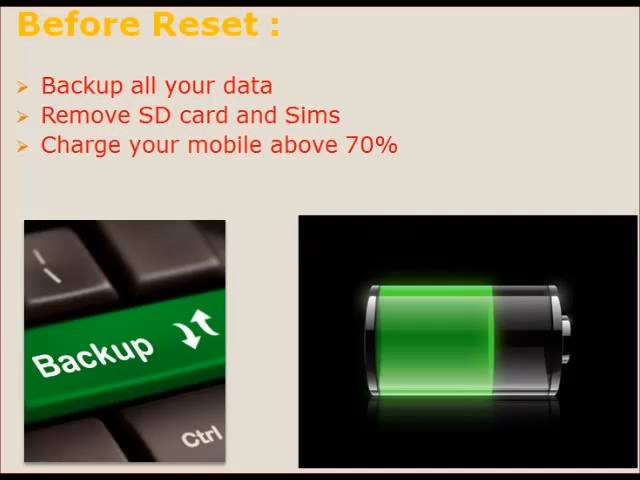 Before Reset :
Backup all your data
Remove SD card and Sims
Charge your mobile above 70%
Backup
Ctrl